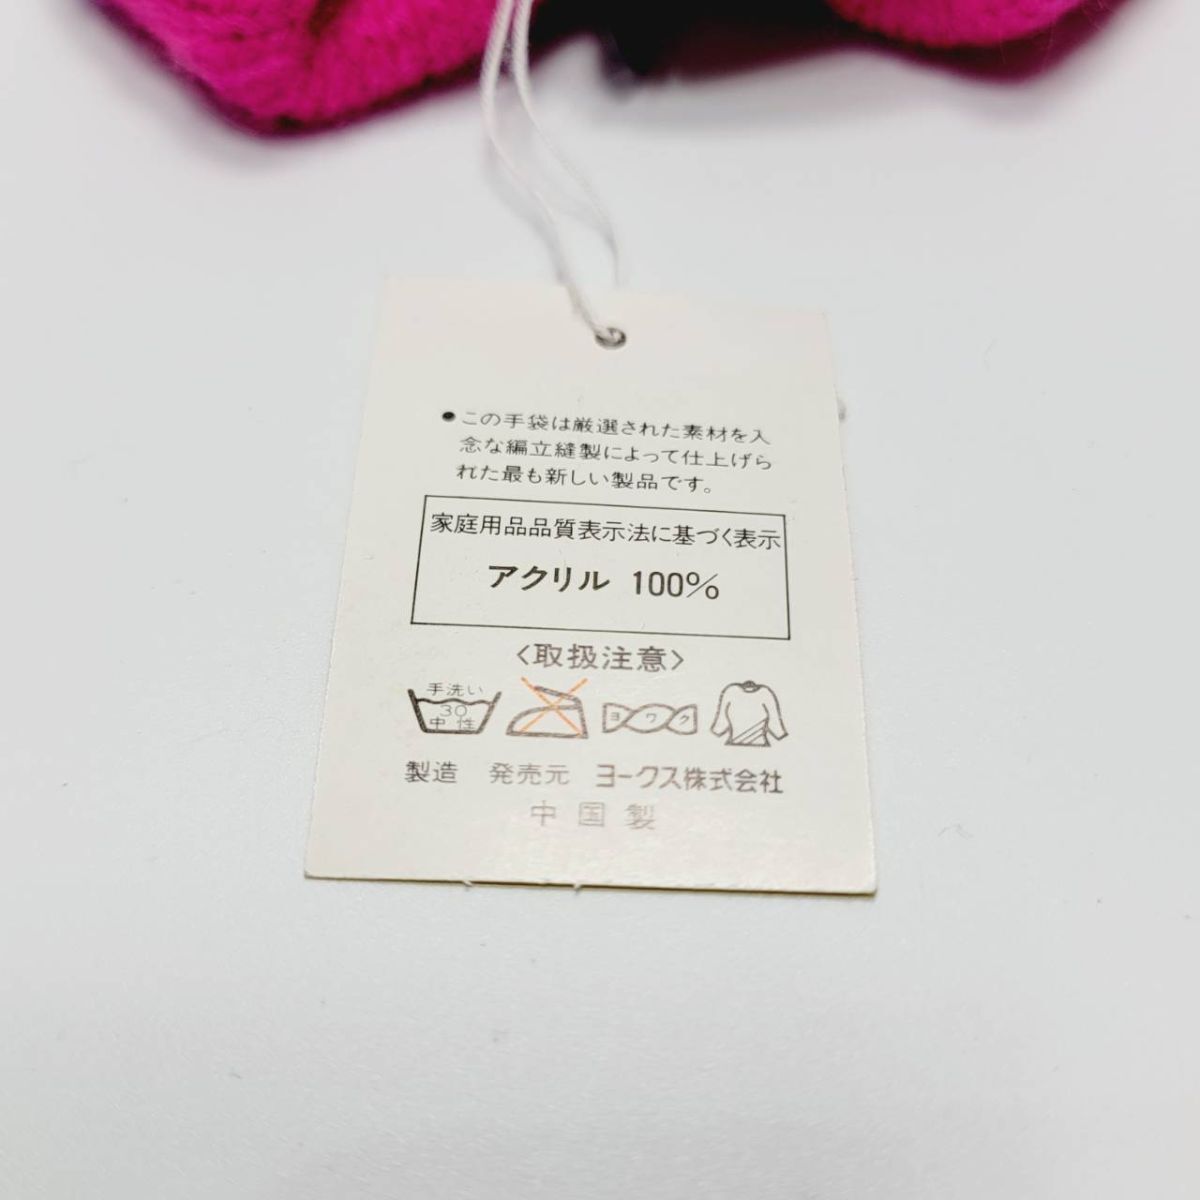 ●この手袋は厳選された素材を入
念な編立縫製によって仕上げら
れた最も新しい製品です。
家庭用品品質表示法に基づく表示
アクリル 100%
〈取扱注意〉
手洗い
30
中性
ヨワク
製造 発売元 ヨークス株式会社
中国製